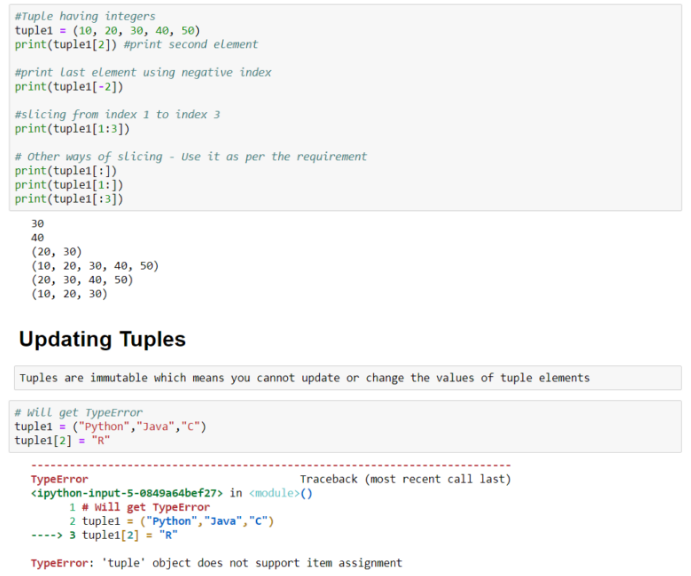 #Tuple having integers
tuple1 = (10, 20, 30, 40, 50)
print(tuple1[2]) #print second element
#print last element using negative index
print(tuple1[-2])
#slicing from index 1 to index 3
print(tuple1[1:3])
# Other ways of slicing - Use it as per the requirement
print(tuple1[:])
print(tuple1[1:])
print(tuple1[:3])
30
40
(20, 30)
(10, 20, 30, 40, 50)
(20, 30, 40, 50)
(10, 20, 30)
Updating Tuples
Tuples are immutable which means you cannot update or change the values of tuple elements
# Will get TypeError
tuple1 = ("Python","Java","C")
tuple1[2] = "R"
---------------------------------------------------------------------------
TypeError                                 Traceback (most recent call last)
<ipython-input-5-0849a64bef27> in <module>()
      1 # Will get TypeError
      2 tuple1 = ("Python","Java","C")
----> 3 tuple1[2] = "R"
TypeError: 'tuple' object does not support item assignment